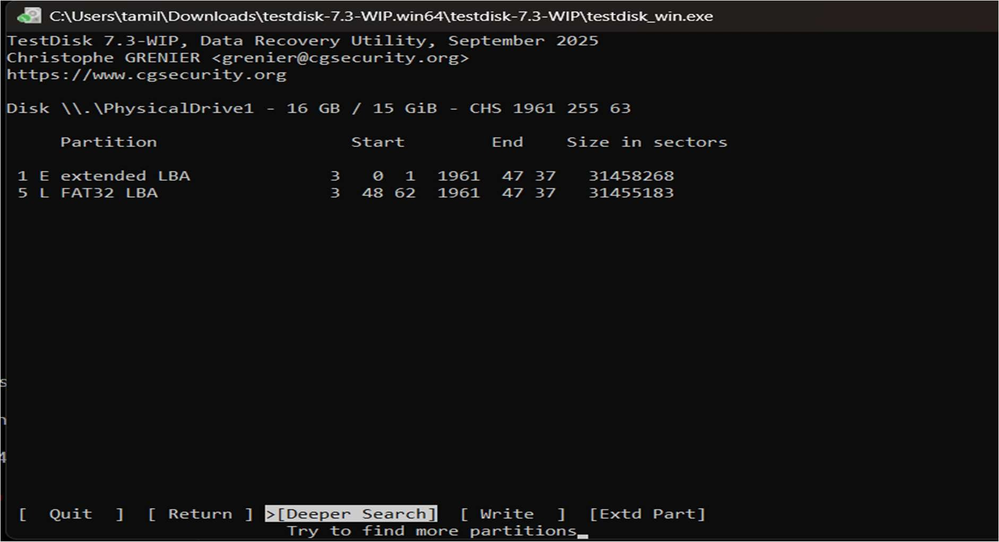 C:\Users\tamil\Downloads\testdisk-7.3-WIP.win64\testdisk-7.3-WIP\testdisk_win.exe
TestDisk 7.3-WIP, Data Recovery Utility, September 2025
Christophe GRENIER <grenier@cgsecurity.org>
https://www.cgsecurity.org
Disk \\.\PhysicalDrive1 - 16 GB / 15 GiB - CHS 1961 255 63
Partition Start End Size in sectors
1 E extended LBA 3 0 1 1961 47 37 31458268
5 L FAT32 LBA 3 48 62 1961 47 37 31455183
s
n
4
[ Quit ] [ Return ] >[Deeper Search] [ Write ] [Extd Part]
Try to find more partitions_